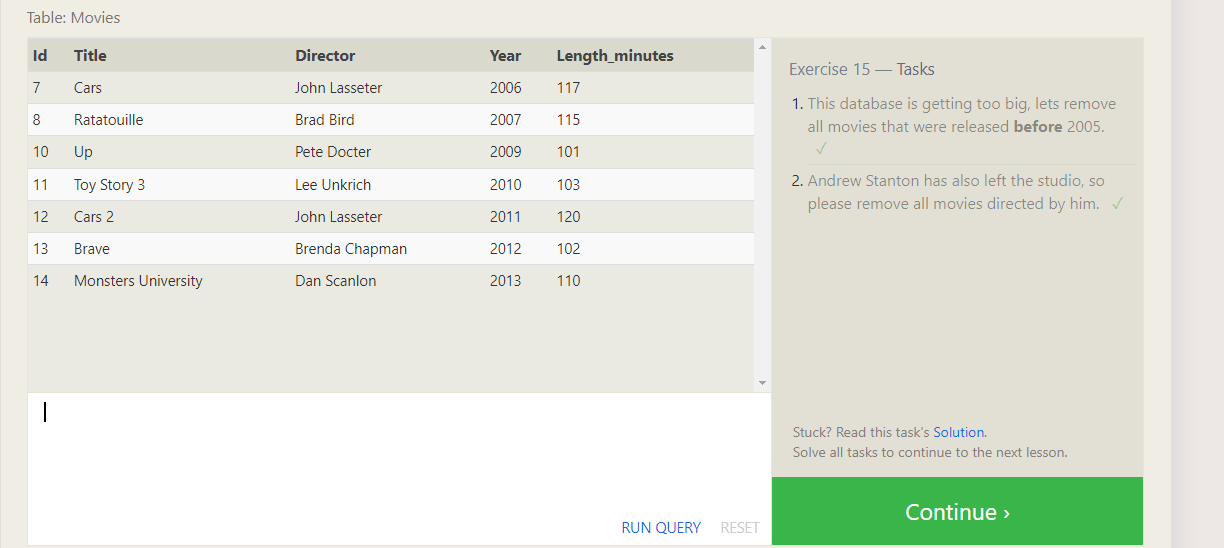 Table: Movies
Id Title Director Year Length_minutes
7 Cars John Lasseter 2006 117
8 Ratatouille Brad Bird 2007 115
10 Up Pete Docter 2009 101
11 Toy Story 3 Lee Unkrich 2010 103
12 Cars 2 John Lasseter 2011 120
13 Brave Brenda Chapman 2012 102
14 Monsters University Dan Scanlon 2013 110
RUN QUERY RESET
Exercise 15 — Tasks
1. This database is getting too big, lets remove
all movies that were released before 2005.
✓
2. Andrew Stanton has also left the studio, so
please remove all movies directed by him. ✓
Stuck? Read this task's Solution.
Solve all tasks to continue to the next lesson.
Continue ›